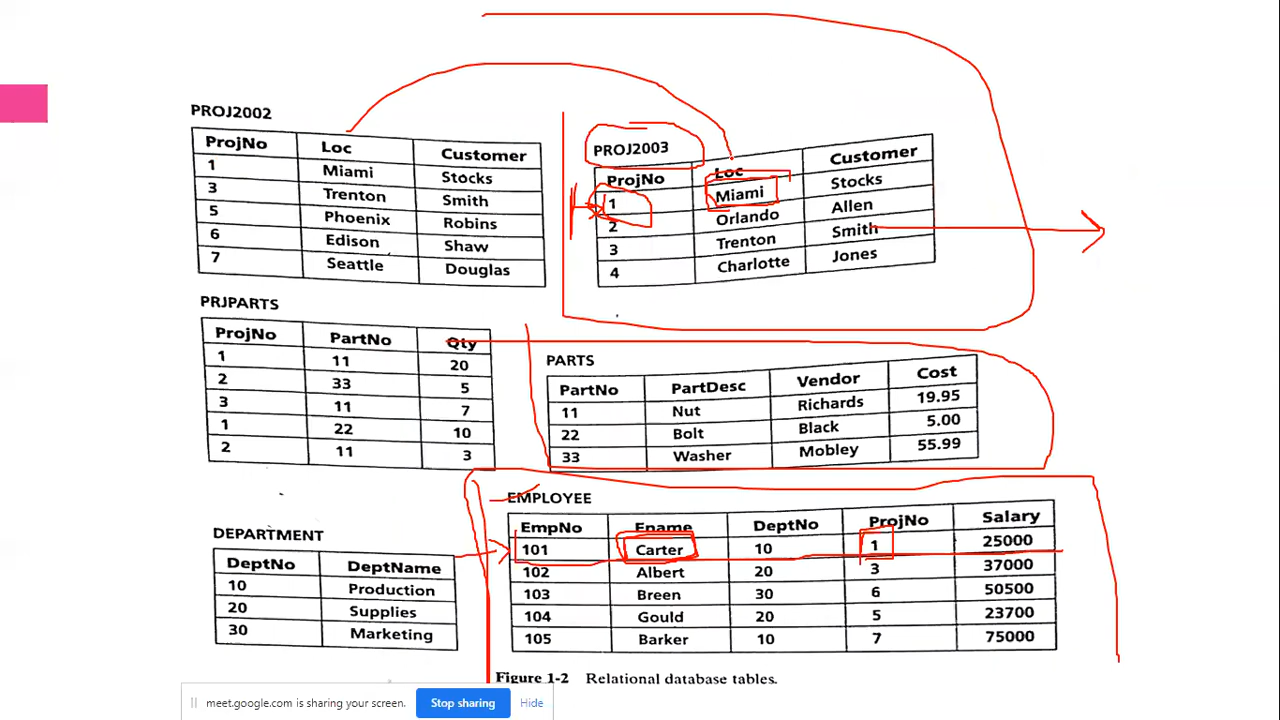 PROJ2002
ProjNo Loc Customer
1 Miami Stocks
3 Trenton Smith
5 Phoenix Robins
6 Edison Shaw
7 Seattle Douglas
PROJ2003
ProjNo Loc Customer
1 Miami Stocks
2 Orlando Allen
3 Trenton Smith
4 Charlotte Jones
PRJPARTS
ProjNo PartNo Qty
1 11 20
2 33 5
3 11 7
1 22 10
2 11 3
PARTS
PartNo PartDesc Vendor Cost
11 Nut Richards 19.95
22 Bolt Black 5.00
33 Washer Mobley 55.99
DEPARTMENT
DeptNo DeptName
10 Production
20 Supplies
30 Marketing
EMPLOYEE
EmpNo Ename DeptNo ProjNo Salary
101 Carter 10 1 25000
102 Albert 20 3 37000
103 Breen 30 6 50500
104 Gould 20 5 23700
105 Barker 10 7 75000
Figure 1-2 Relational database tables.
meet.google.com is sharing your screen. Stop sharing Hide